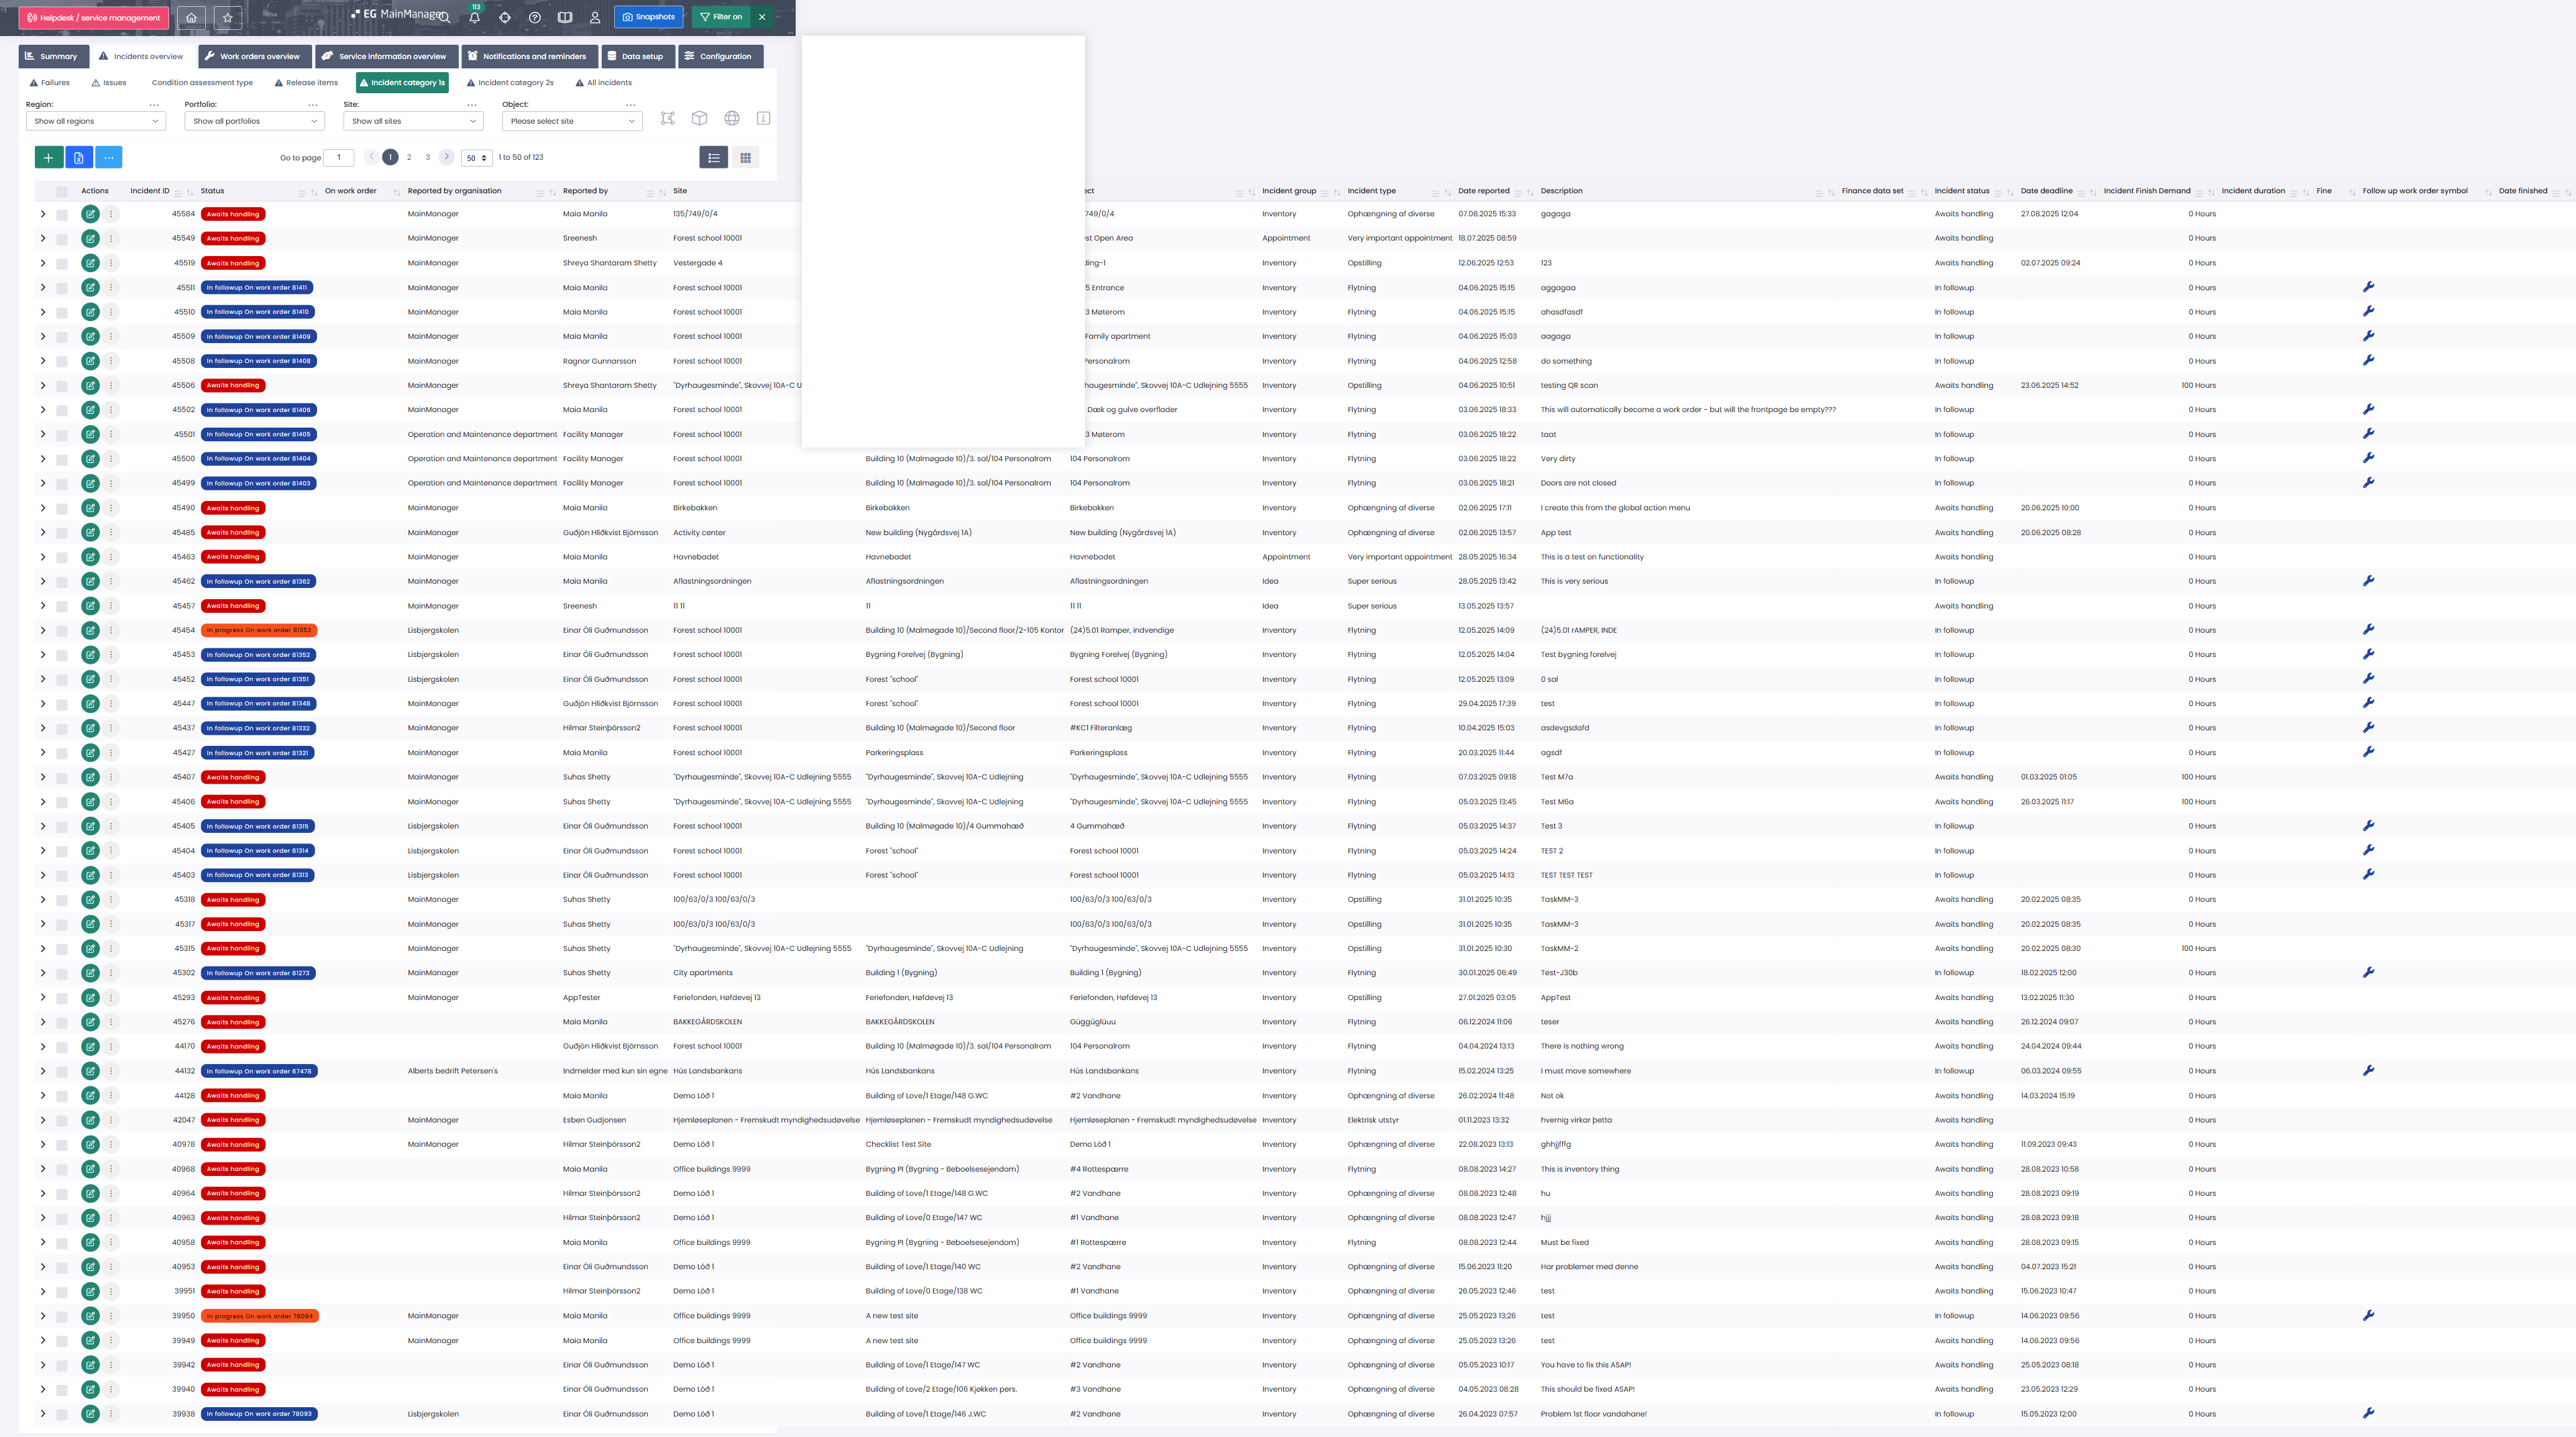 Helpdesk / service management
EG MainManager
113
Snapshots
Filter on
Summary Incidents overview Work orders overview Service information overview Notifications and reminders Data setup Configuration
Failures Issues Condition assessment type Release items Incident category 1s Incident category 2s All incidents
Region: Portfolio: Site: Object:
Show all regions Show all portfolios Show all sites Please select site
Go to page 1 1 2 3 50 1 to 50 of 123
Actions Incident ID Status On work order Reported by organisation Reported by Site ect Incident group Incident type Date reported Description Finance data set Incident status Date deadline Incident Finish Demand Incident duration Fine Follow up work order symbol Date finished
45584 Awaits handling MainManager Maia Manila 135/749/0/4 749/0/4 Inventory Ophængning af diverse 07.08.2025 15:33 gagaga Awaits handling 27.08.2025 12:04 0 Hours
45549 Awaits handling MainManager Sreenesh Forest school 10001 st Open Area Appointment Very important appointment 18.07.2025 08:59 Awaits handling 0 Hours
45519 Awaits handling MainManager Shreya Shantaram Shetty Vestergade 4 ding-1 Inventory Opstilling 12.06.2025 12:53 123 Awaits handling 02.07.2025 09:24 0 Hours
45511 In followup On work order 81411 MainManager Maia Manila Forest school 10001 5 Entrance Inventory Flytning 04.06.2025 15:15 aggagaa In followup 0 Hours
45510 In followup On work order 81410 MainManager Maia Manila Forest school 10001 3 Møterom Inventory Flytning 04.06.2025 15:15 ahasdfasdf In followup 0 Hours
45509 In followup On work order 81409 MainManager Maia Manila Forest school 10001 Family apartment Inventory Flytning 04.06.2025 15:03 aagaga In followup 0 Hours
45508 In followup On work order 81408 MainManager Ragnar Gunnarsson Forest school 10001 Personalrom Inventory Flytning 04.06.2025 12:58 do something In followup 0 Hours
45506 Awaits handling MainManager Shreya Shantaram Shetty "Dyrhaugesminde", Skovvej 10A-C U haugesminde", Skovvej 10A-C Udlejning 5555 Inventory Opstilling 04.06.2025 10:51 testing QR scan Awaits handling 23.06.2025 14:52 100 Hours
45502 In followup On work order 81406 MainManager Maia Manila Forest school 10001 Dæk og gulve overflader Inventory Flytning 03.06.2025 18:33 This will automatically become a work order - but will the frontpage be empty??? In followup 0 Hours
45501 In followup On work order 81405 Operation and Maintenance department Facility Manager Forest school 10001 3 Møterom Inventory Flytning 03.06.2025 18:22 taat In followup 0 Hours
45500 In followup On work order 81404 Operation and Maintenance department Facility Manager Forest school 10001 Building 10 (Malmøgade 10)/3. sal/104 Personalrom 104 Personalrom Inventory Flytning 03.06.2025 18:22 Very dirty In followup 0 Hours
45499 In followup On work order 81403 Operation and Maintenance department Facility Manager Forest school 10001 Building 10 (Malmøgade 10)/3. sal/104 Personalrom 104 Personalrom Inventory Flytning 03.06.2025 18:21 Doors are not closed In followup 0 Hours
45490 Awaits handling MainManager Maia Manila Birkebakken Birkebakken Birkebakken Inventory Ophængning af diverse 02.06.2025 17:11 I create this from the global action menu Awaits handling 20.06.2025 10:00 0 Hours
45485 Awaits handling MainManager Guðjón Hliðkvist Björnsson Activity center New building (Nygårdsvej 1A) New building (Nygårdsvej 1A) Inventory Ophængning af diverse 02.06.2025 13:57 App test Awaits handling 20.06.2025 08:28 0 Hours
45463 Awaits handling MainManager Maia Manila Havnebadet Havnebadet Havnebadet Appointment Very important appointment 28.05.2025 16:34 This is a test on functionality Awaits handling 0 Hours
45462 In followup On work order 81362 MainManager Maia Manila Aflastningsordningen Aflastningsordningen Aflastningsordningen Idea Super serious 28.05.2025 13:42 This is very serious In followup 0 Hours
45457 Awaits handling MainManager Sreenesh 11 11 11 11 11 Idea Super serious 13.05.2025 13:57 Awaits handling 0 Hours
45454 In progress On work order 81353 Lisbjergskolen Einar Óli Guðmundsson Forest school 10001 Building 10 (Malmøgade 10)/Second floor/2-105 Kontor (24)5.01 Ramper, indvendige Inventory Flytning 12.05.2025 14:09 (24)5.01 rAMPER, INDE In followup 0 Hours
45453 In followup On work order 81352 Lisbjergskolen Einar Óli Guðmundsson Forest school 10001 Bygning Forelvej (Bygning) Bygning Forelvej (Bygning) Inventory Flytning 12.05.2025 14:04 Test bygning forelvej In followup 0 Hours
45452 In followup On work order 81351 Lisbjergskolen Einar Óli Guðmundsson Forest school 10001 Forest "school" Forest school 10001 Inventory Flytning 12.05.2025 13:09 0 sal In followup 0 Hours
45447 In followup On work order 81348 MainManager Guðjón Hliðkvist Björnsson Forest school 10001 Forest "school" Forest school 10001 Inventory Flytning 29.04.2025 17:39 test In followup 0 Hours
45437 In followup On work order 81332 MainManager Hilmar Steinþórsson2 Forest school 10001 Building 10 (Malmøgade 10)/Second floor #KC1 Filteranlæg Inventory Flytning 10.04.2025 15:03 asdevgsdafd In followup 0 Hours
45427 In followup On work order 81321 MainManager Maia Manila Forest school 10001 Parkeringsplass Parkeringsplass Inventory Flytning 20.03.2025 11:44 agsdf In followup 0 Hours
45407 Awaits handling MainManager Suhas Shetty "Dyrhaugesminde", Skovvej 10A-C Udlejning 5555 "Dyrhaugesminde", Skovvej 10A-C Udlejning "Dyrhaugesminde", Skovvej 10A-C Udlejning 5555 Inventory Flytning 07.03.2025 09:18 Test M7a Awaits handling 01.03.2025 01:05 100 Hours
45406 Awaits handling MainManager Suhas Shetty "Dyrhaugesminde", Skovvej 10A-C Udlejning 5555 "Dyrhaugesminde", Skovvej 10A-C Udlejning "Dyrhaugesminde", Skovvej 10A-C Udlejning 5555 Inventory Flytning 05.03.2025 13:45 Test M6a Awaits handling 26.03.2025 11:17 100 Hours
45405 In followup On work order 81315 Lisbjergskolen Einar Óli Guðmundsson Forest school 10001 Building 10 (Malmøgade 10)/4 Gummahæð 4 Gummahæð Inventory Flytning 05.03.2025 14:37 Test 3 In followup 0 Hours
45404 In followup On work order 81314 Lisbjergskolen Einar Óli Guðmundsson Forest school 10001 Forest "school" Forest school 10001 Inventory Flytning 05.03.2025 14:24 TEST 2 In followup 0 Hours
45403 In followup On work order 81313 Lisbjergskolen Einar Óli Guðmundsson Forest school 10001 Forest "school" Forest school 10001 Inventory Flytning 05.03.2025 14:13 TEST TEST TEST In followup 0 Hours
45318 Awaits handling MainManager Suhas Shetty 100/63/0/3 100/63/0/3 100/63/0/3 100/63/0/3 Inventory Opstilling 31.01.2025 10:35 TaskMM-3 Awaits handling 20.02.2025 08:35 0 Hours
45317 Awaits handling MainManager Suhas Shetty 100/63/0/3 100/63/0/3 100/63/0/3 100/63/0/3 Inventory Opstilling 31.01.2025 10:35 TaskMM-3 Awaits handling 20.02.2025 08:35 0 Hours
45315 Awaits handling MainManager Suhas Shetty "Dyrhaugesminde", Skovvej 10A-C Udlejning 5555 "Dyrhaugesminde", Skovvej 10A-C Udlejning "Dyrhaugesminde", Skovvej 10A-C Udlejning 5555 Inventory Opstilling 31.01.2025 10:30 TaskMM-2 Awaits handling 20.02.2025 08:30 100 Hours
45302 In followup On work order 81273 MainManager Suhas Shetty City apartments Building 1 (Bygning) Building 1 (Bygning) Inventory Flytning 30.01.2025 06:49 Test-J30b In followup 18.02.2025 12:00 0 Hours
45293 Awaits handling MainManager AppTester Feriefonden, Høfdevej 13 Feriefonden, Høfdevej 13 Feriefonden, Høfdevej 13 Inventory Opstilling 27.01.2025 03:05 AppTest Awaits handling 13.02.2025 11:30 0 Hours
45276 Awaits handling Maia Manila BAKKEGÅRDSKOLEN BAKKEGÅRDSKOLEN Gúggúglúuu Inventory Flytning 06.12.2024 11:06 teser Awaits handling 26.12.2024 09:07 0 Hours
44170 Awaits handling Guðjón Hliðkvist Björnsson Forest school 10001 Building 10 (Malmøgade 10)/3. sal/104 Personalrom 104 Personalrom Inventory Flytning 04.04.2024 13:13 There is nothing wrong Awaits handling 24.04.2024 09:44 0 Hours
44132 In followup On work order 67478 Alberts bedrift Petersen's Indmelder med kun sin egne Hús Landsbankans Hús Landsbankans Hús Landsbankans Inventory Flytning 15.02.2024 13:25 I must move somewhere In followup 06.03.2024 09:55 0 Hours
44128 Awaits handling Maia Manila Demo Lóð 1 Building of Love/1 Etage/148 G.WC #2 Vandhane Inventory Ophængning af diverse 26.02.2024 11:48 Not ok Awaits handling 14.03.2024 15:19 0 Hours
42047 Awaits handling MainManager Esben Gudjonsen Hjemløseplanen - Fremskudt myndighedsudøvelse Hjemløseplanen - Fremskudt myndighedsudøvelse Hjemløseplanen - Fremskudt myndighedsudøvelse Inventory Elektrisk utstyr 01.11.2023 13:32 hvernig virkar þetta Awaits handling 0 Hours
40978 Awaits handling MainManager Hilmar Steinþórsson2 Demo Lóð 1 Checklist Test Site Demo Lóð 1 Inventory Ophængning af diverse 22.08.2023 13:13 ghhjjfffg Awaits handling 11.09.2023 09:43 0 Hours
40968 Awaits handling Maia Manila Office buildings 9999 Bygning PI (Bygning - Beboelsesejendom) #4 Rottespærre Inventory Flytning 08.08.2023 14:27 This is inventory thing Awaits handling 28.08.2023 10:58 0 Hours
40964 Awaits handling Hilmar Steinþórsson2 Demo Lóð 1 Building of Love/1 Etage/148 G.WC #2 Vandhane Inventory Ophængning af diverse 08.08.2023 12:48 hu Awaits handling 28.08.2023 09:19 0 Hours
40963 Awaits handling Hilmar Steinþórsson2 Demo Lóð 1 Building of Love/0 Etage/147 WC #1 Vandhane Inventory Ophængning af diverse 08.08.2023 12:47 hjjj Awaits handling 28.08.2023 09:18 0 Hours
40958 Awaits handling Maia Manila Office buildings 9999 Bygning PI (Bygning - Beboelsesejendom) #1 Rottespærre Inventory Flytning 08.08.2023 12:44 Must be fixed Awaits handling 28.08.2023 09:15 0 Hours
40953 Awaits handling Einar Óli Guðmundsson Demo Lóð 1 Building of Love/1 Etage/140 WC #2 Vandhane Inventory Ophængning af diverse 15.06.2023 11:20 Har problemer med denne Awaits handling 04.07.2023 15:21 0 Hours
39951 Awaits handling Hilmar Steinþórsson2 Demo Lóð 1 Building of Love/0 Etage/138 WC #1 Vandhane Inventory Ophængning af diverse 26.05.2023 12:46 test Awaits handling 15.06.2023 10:47 0 Hours
39950 In progress On work order 78094 MainManager Maia Manila Office buildings 9999 A new test site Office buildings 9999 Inventory Ophængning af diverse 25.05.2023 13:26 test In followup 14.06.2023 09:56 0 Hours
39949 Awaits handling MainManager Maia Manila Office buildings 9999 A new test site Office buildings 9999 Inventory Ophængning af diverse 25.05.2023 13:26 test Awaits handling 14.06.2023 09:56 0 Hours
39942 Awaits handling Einar Óli Guðmundsson Demo Lóð 1 Building of Love/1 Etage/147 WC #2 Vandhane Inventory Ophængning af diverse 05.05.2023 10:17 You have to fix this ASAP! Awaits handling 25.05.2023 08:18 0 Hours
39940 Awaits handling Einar Óli Guðmundsson Demo Lóð 1 Building of Love/2 Etage/106 Kjøkken pers. #3 Vandhane Inventory Ophængning af diverse 04.05.2023 08:28 This should be fixed ASAP! Awaits handling 23.05.2023 12:29 0 Hours
39938 In followup On work order 78093 Lisbjergskolen Einar Óli Guðmundsson Demo Lóð 1 Building of Love/1 Etage/146 J.WC #2 Vandhane Inventory Ophængning af diverse 26.04.2023 07:57 Problem 1st floor vandahane! In followup 15.05.2023 12:00 0 Hours